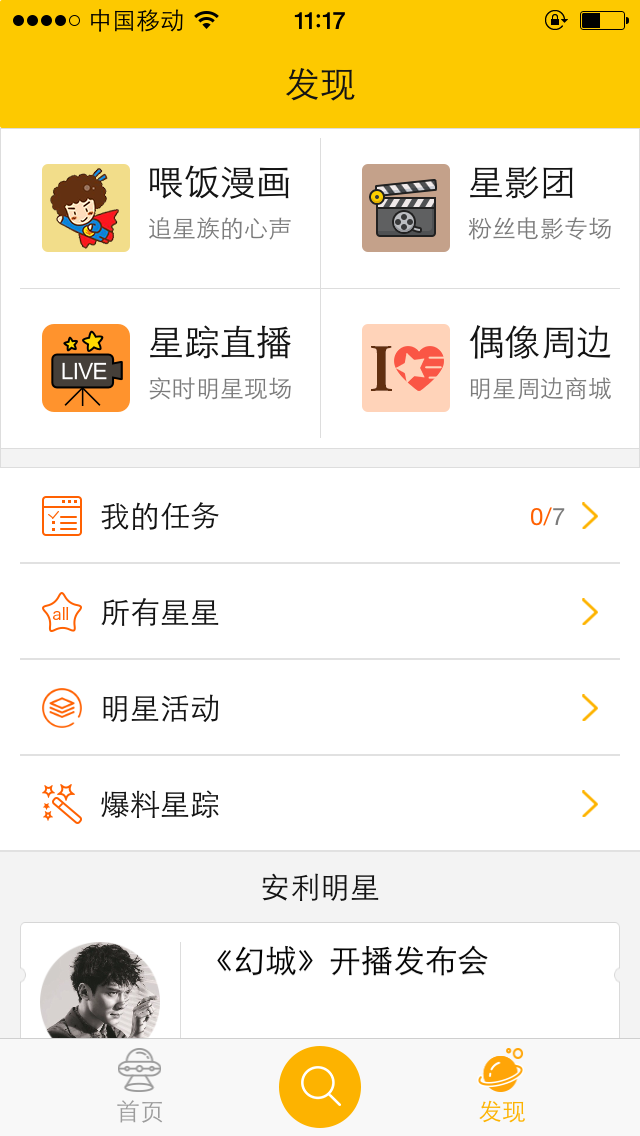 中国移动 11:17
发现
喂饭漫画
追星族的心声
星影团
粉丝电影专场
LIVE
星踪直播
实时明星现场
I
偶像周边
明星周边商城
我的任务 0/7
all 所有星星
明星活动
爆料星踪
安利明星
《幻城》开播发布会
首页
发现